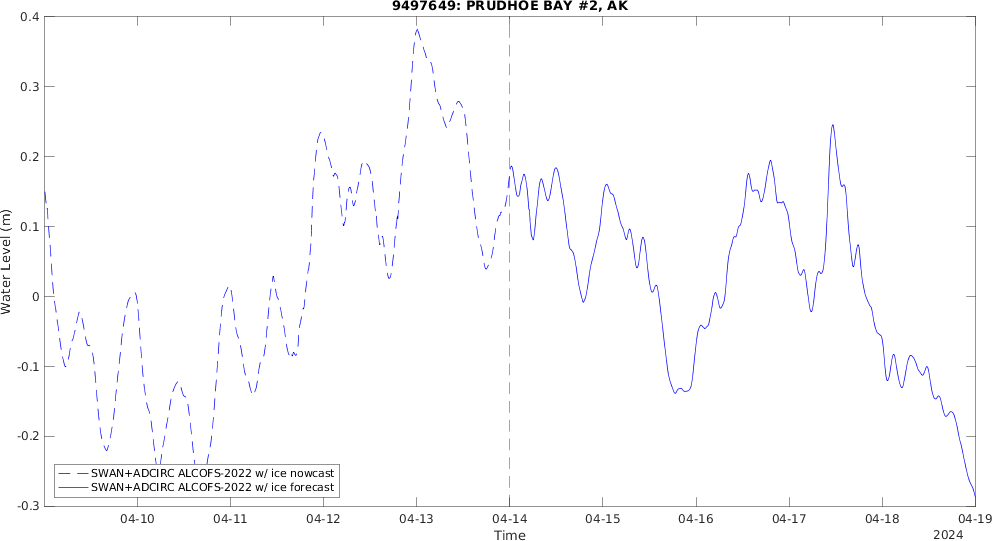 9497649: PRUDHOE BAY #2, AK
0.4
0.3
0.2
0.1
0
-0.1
-0.2
-0.3
Water Level (m)
SWAN+ADCIRC ALCOFS-2022 w/ ice nowcast
SWAN+ADCIRC ALCOFS-2022 w/ ice forecast
04-10 04-11 04-12 04-13 04-14 04-15 04-16 04-17 04-18 04-19
Time
2024